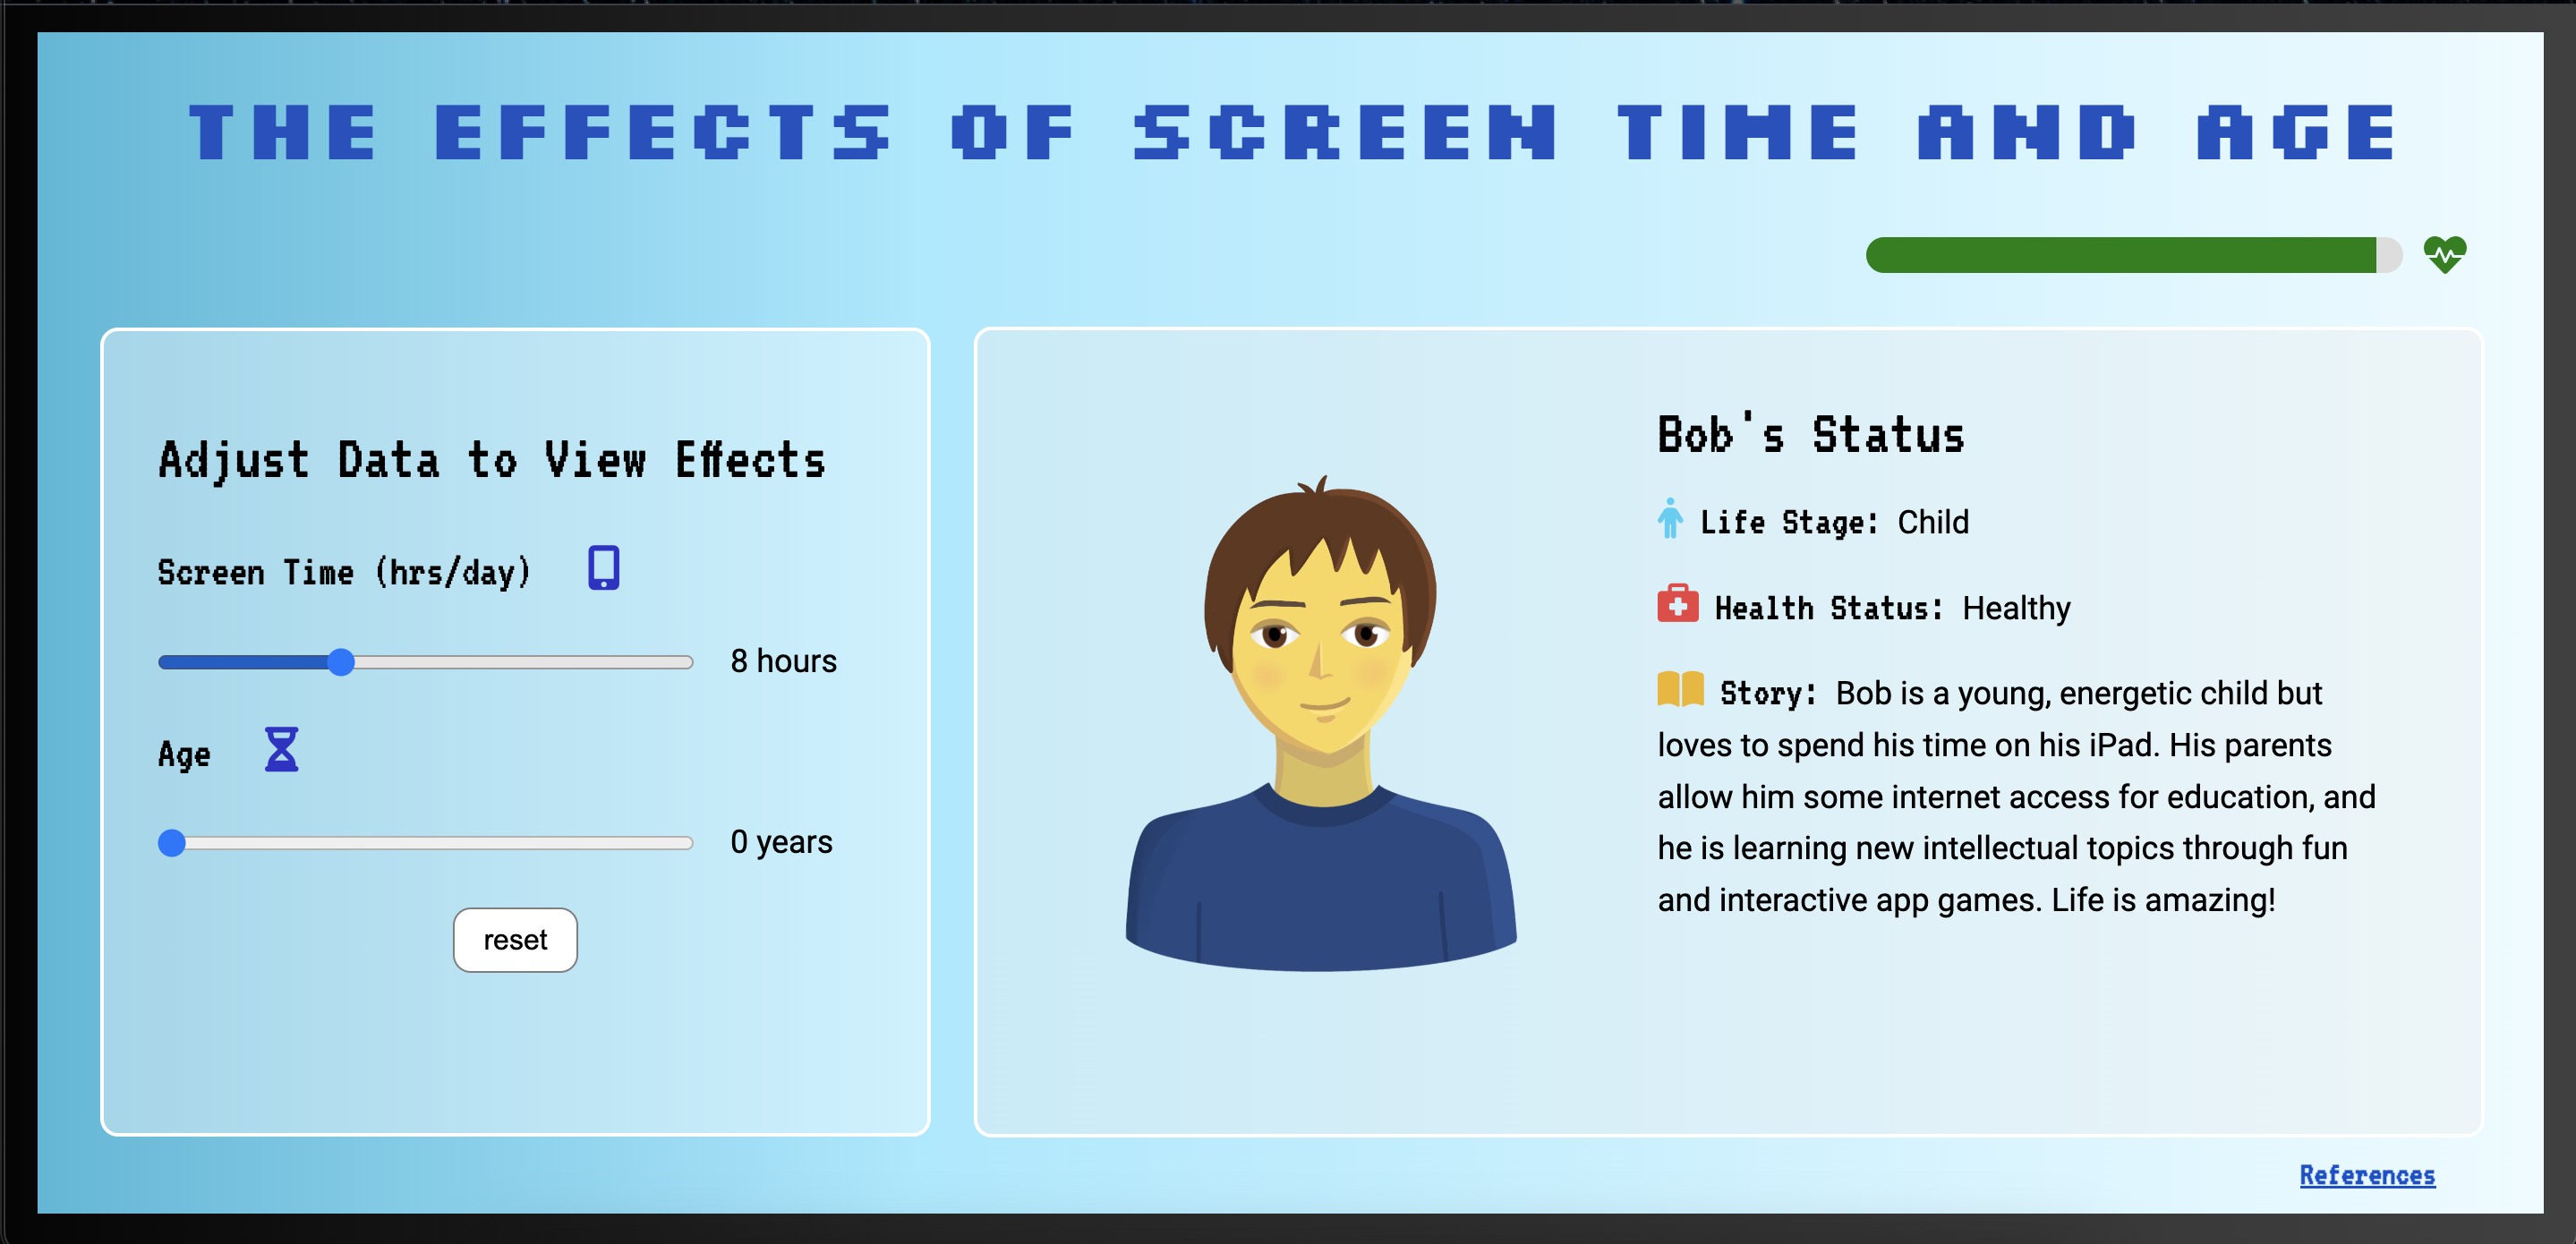 THE EFFECTS OF SCREEN TIME AND AGE
Adjust Data to View Effects
Screen Time (hrs/day)
8 hours
Age
0 years
reset
Bob's Status
Life Stage: Child
Health Status: Healthy
Story: Bob is a young, energetic child but
loves to spend his time on his iPad. His parents
allow him some internet access for education, and
he is learning new intellectual topics through fun
and interactive app games. Life is amazing!
References